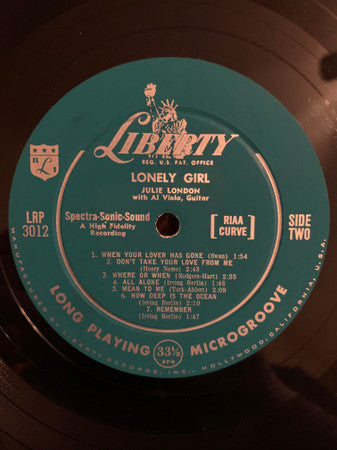 LIBERTY
REG. U.S. PAT. OFFICE
LONELY GIRL
JULIE LONDON
with Al Viola, Guitar
LRP
3012
Spectra-Sonic-Sound
A High Fidelity
Recording
[RIAA
CURVE]
SIDE
TWO
1. WHEN YOUR LOVER HAS GONE (Swan) 1:54
2. DON'T TAKE YOUR LOVE FROM ME
(Henry Nemo) 2:43
3. WHERE OR WHEN (Rodgers-Hart) 2:35
4. ALL ALONE (Irving Berlin) 1:48
5. MEAN TO ME (Turk-Ahlert) 2:09
6. HOW DEEP IS THE OCEAN
(Irving Berlin) 2:10
7. REMEMBER
(Irving Berlin) 1:47
LONG PLAYING 33⅓ RPM MICROGROOVE
MANUFACTURED BY LIBERTY RECORDS, INC., HOLLYWOOD, CALIFORNIA, U.S.A.